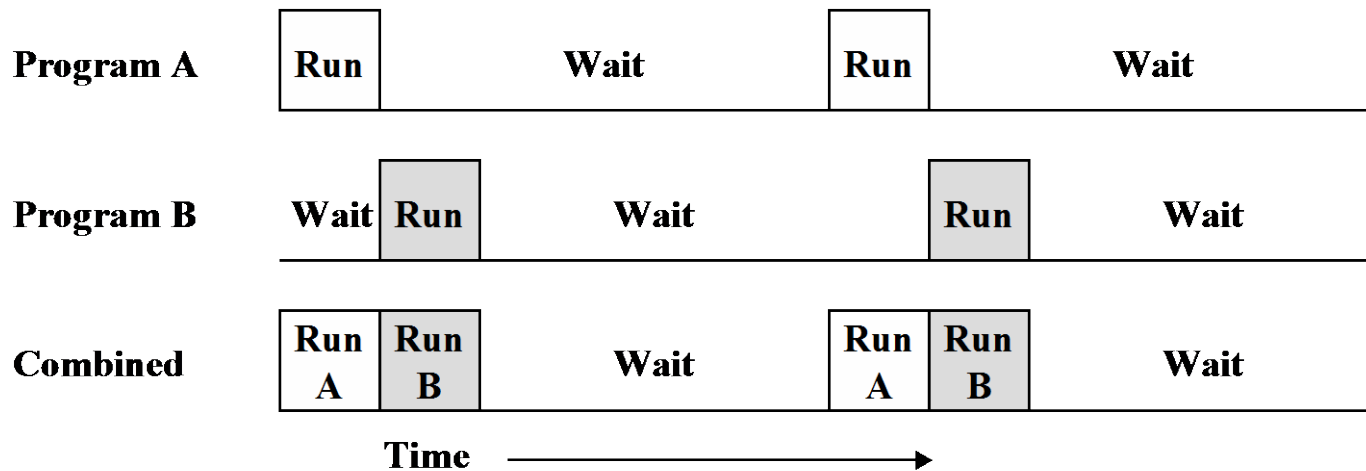 Program A Run Wait Run Wait
Program B Wait Run Wait Run Wait
Run Run Run Run
Combined Wait Wait
A B A B
Time